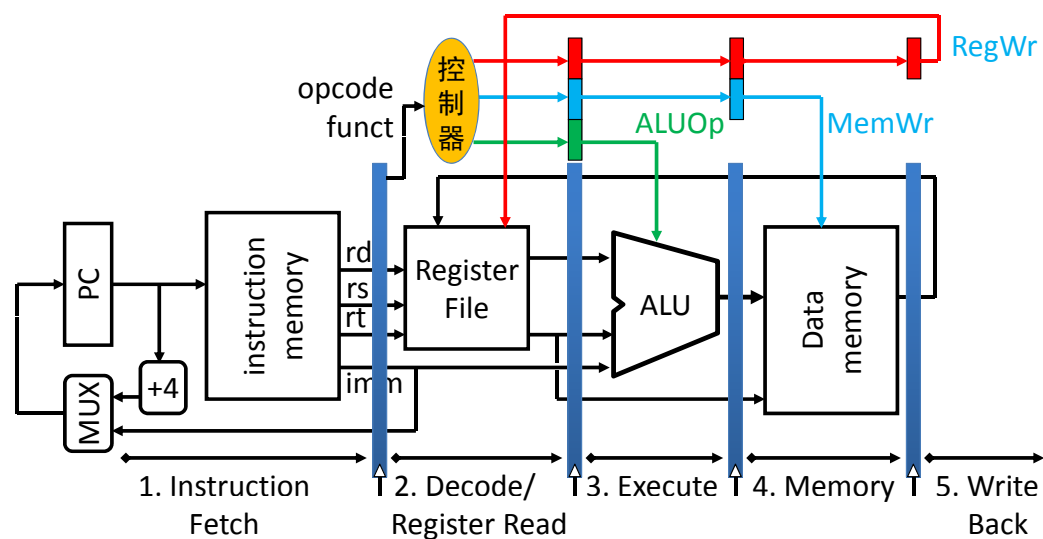 控
制
器
RegWr
opcode
funct
ALUOp
MemWr
PC
instruction
memory
rd
rs
rt
imm
Register
File
ALU
Data
memory
+4
MUX
1. Instruction
Fetch
2. Decode/
Register Read
3. Execute
4. Memory
5. Write
Back